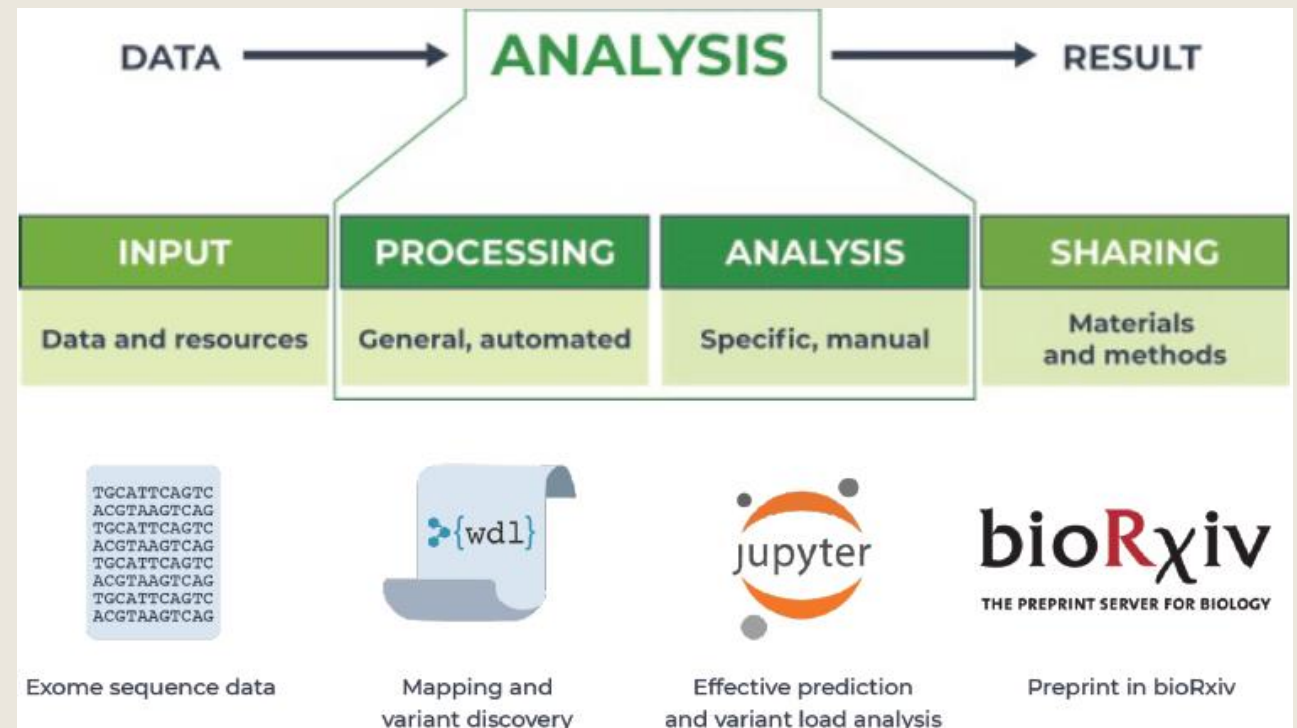 DATA ANALYSIS RESULT
INPUT PROCESSING ANALYSIS SHARING
Data and resources
General, automated
Specific, manual
Materials
and methods
TGCATTCAGTC
ACGTAAGTCAG
TGCATTCAGTC
ACGTAAGTCAG
TGCATTCAGTC
ACGTAAGTCAG
TGCATTCAGTC
ACGTAAGTCAG
{wdl}
jupyter
bioRχiv
THE PREPRINT SERVER FOR BIOLOGY
Exome sequence data
Mapping and
variant discovery
Effective prediction
and variant load analysis
Preprint in bioRxiv